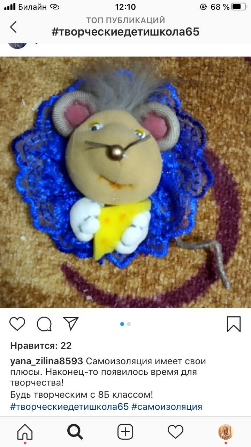 Билайн 12:10 68 %
ТОП ПУБЛИКАЦИЙ
#творческиедетишкола65
Нравится: 22
yana_zilina8593 Самоизоляция имеет свои
плюсы. Наконец-то появилось время для
творчества!
Будь творческим с 8Б классом!
#творческиедетишкола65 #самоизоляция